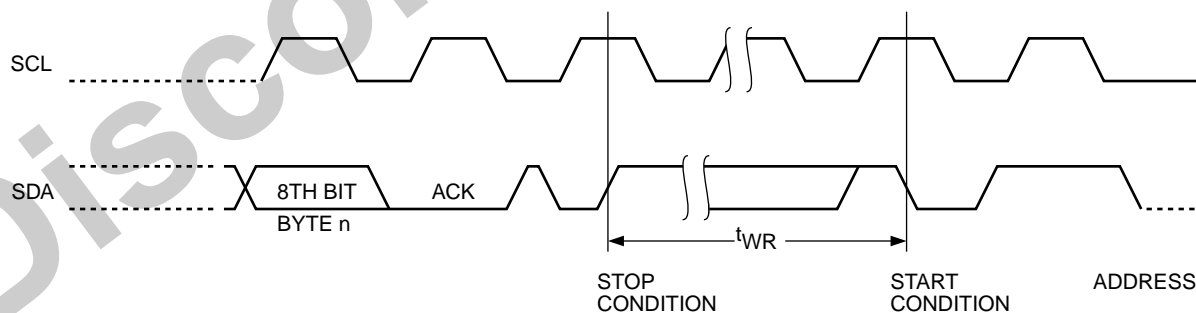 SCL
SDA
8TH BIT
ACK
BYTE n
tWR
STOP
CONDITION
START
CONDITION
ADDRESS